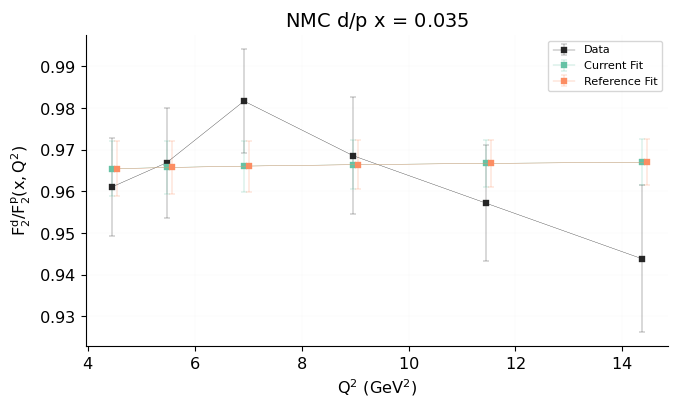 NMC d/p x = 0.035
Data
Current Fit
Reference Fit
F₂ᵈ/F₂ᵖ(x, Q²)
0.99
0.98
0.97
0.96
0.95
0.94
0.93
4 6 8 10 12 14
Q² (GeV²)